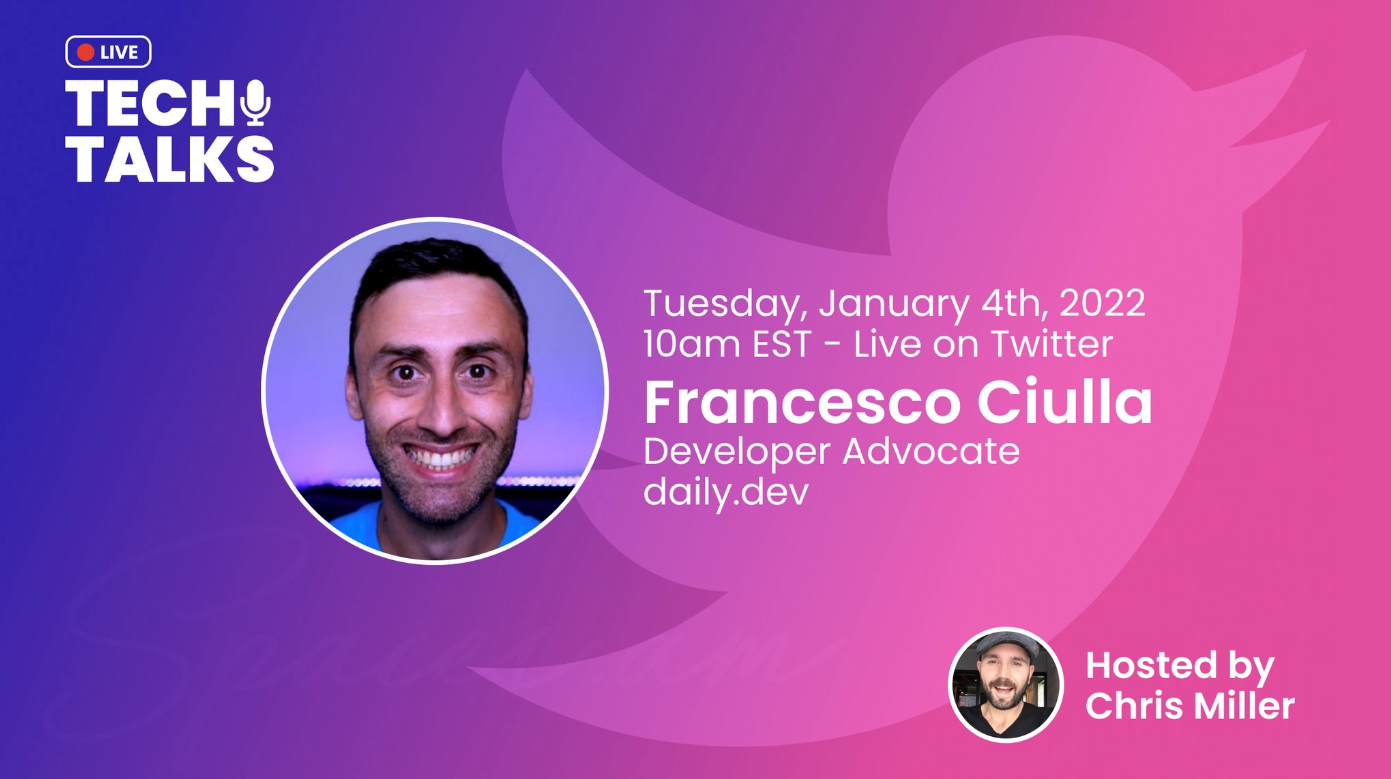 LIVE
TECH
TALKS
Tuesday, January 4th, 2022
10am EST - Live on Twitter
Francesco Ciulla
Developer Advocate
daily.dev
Hosted by
Chris Miller